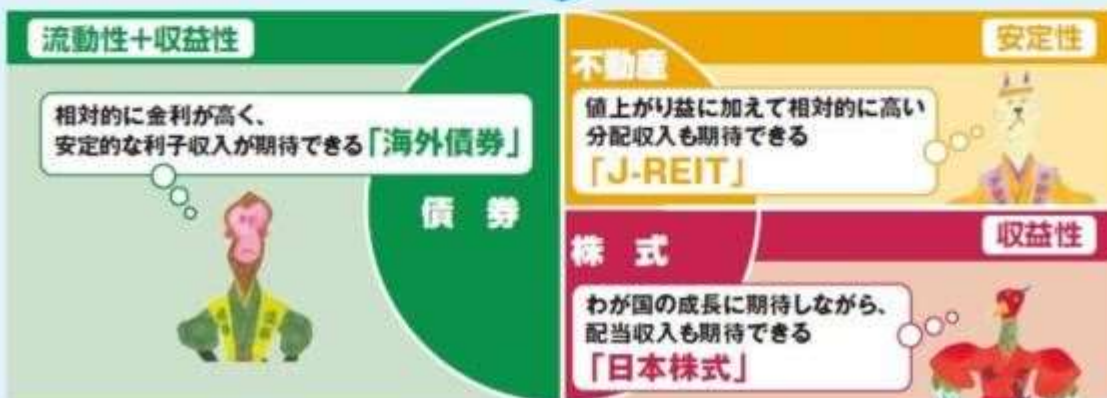 流動性+収益性
相対的に金利が高く、
安定的な利子収入が期待できる「海外債券」
債券
不動産
安定性
値上がり益に加えて相対的に高い
分配収入も期待できる
「J-REIT」
株式
収益性
わが国の成長に期待しながら、
配当収入も期待できる
「日本株式」